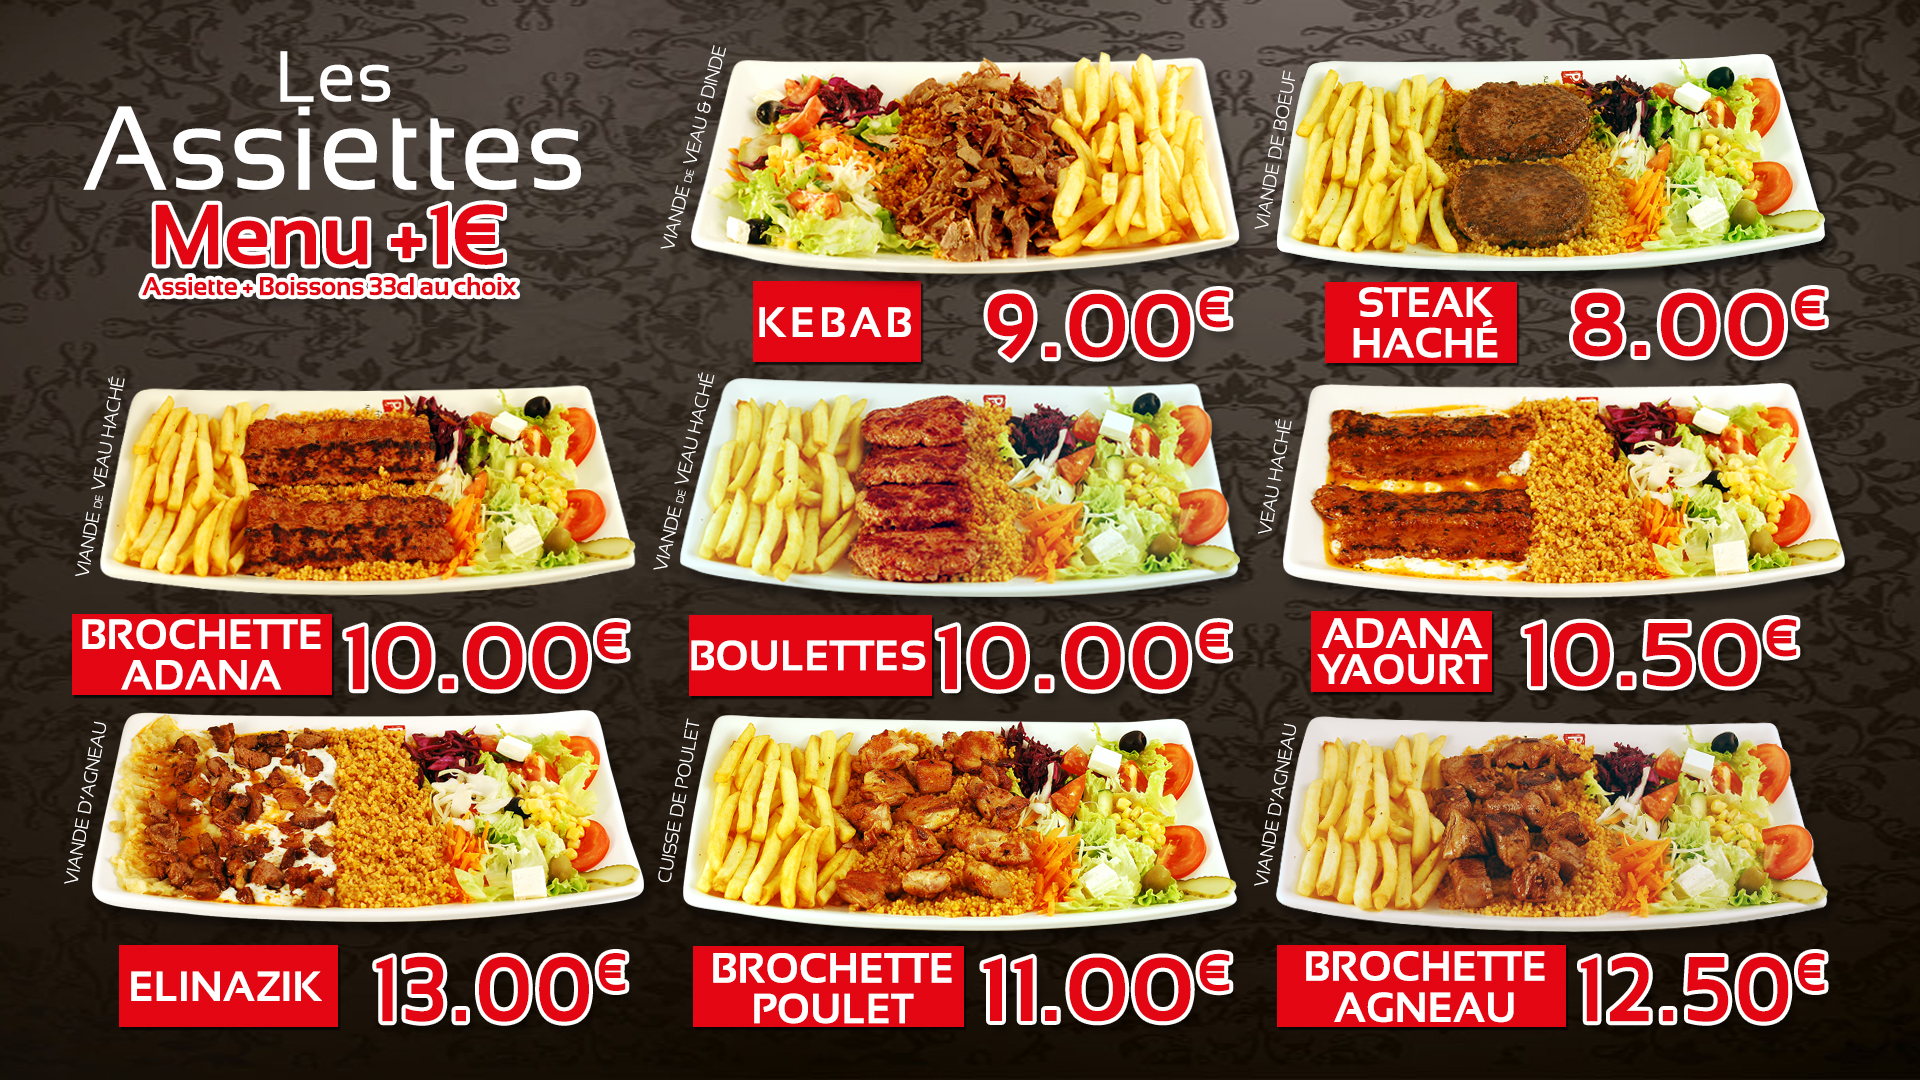 Les
Assiettes
Menu +1€
Assiette + Boissons 33cl au choix
VIANDE DE VEAU & DINDE
KEBAB 9.00€
VIANDE DE BOEUF
STEAK
HACHÉ 8.00€
VIANDE DE VEAU HACHÉ
BROCHETTE
ADANA 10.00€
VIANDE DE VEAU HACHÉ
BOULETTES 10.00€
VEAU HACHÉ
ADANA
YAOURT 10.50€
VIANDE D'AGNEAU
ELINAZIK 13.00€
CUISSE DE POULET
BROCHETTE
POULET 11.00€
VIANDE D'AGNEAU
BROCHETTE
AGNEAU 12.50€